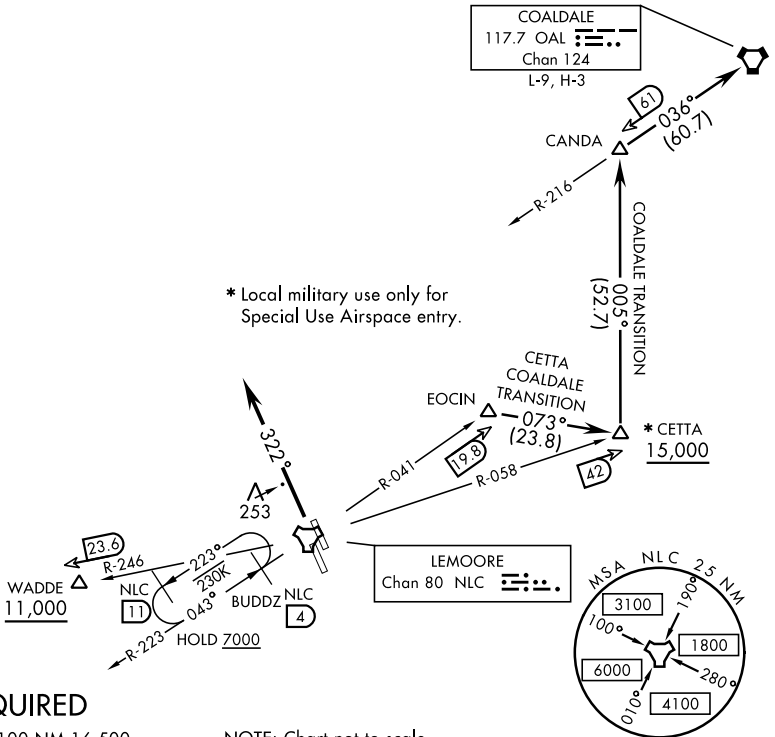 COALDALE
117.7 OAL
Chan 124
L-9, H-3
61
036°
(60.7)
CANDA
R-216
COALDALE TRANSITION
005°
(52.7)
* Local military use only for
Special Use Airspace entry.
CETTA
COALDALE
TRANSITION
EOCIN
073°
(23.8)
* CETTA
15,000
322°
19.8
R-041
R-058
42
253
23.6
R-246
223°
230K
WADDE
11,000
NLC
11
043°
BUDDZ
NLC
4
R-223
HOLD 7000
LEMOORE
Chan 80 NLC
MSA NLC 25 NM
3100
190°
100°
1800
6000
280°
010°
4100
QUIRED
100 NM 16,500
NOTE: Chart not to scale